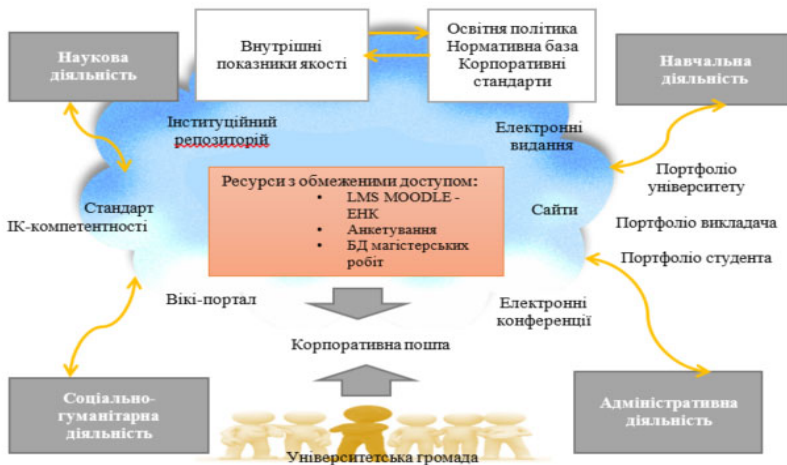 Наукова
діяльність
Внутрішні
показники якості
Освітня політика
Нормативна база
Корпоративні
стандарти
Навчальна
діяльність
Інституційний
репозиторій
Електронні
видання
Ресурси з обмеженими доступом:
• LMS MOODLE -
ЕНК
• Анкетування
• БД магістерських
робіт
Стандарт
ІК-компетентності
Сайти
Портфоліо
університету
Портфоліо викладача
Портфоліо студента
Вікі-портал
Електронні
конференції
Корпоративна пошта
Соціально-
гуманітарна
діяльність
Адміністративна
діяльність
Університетська громада